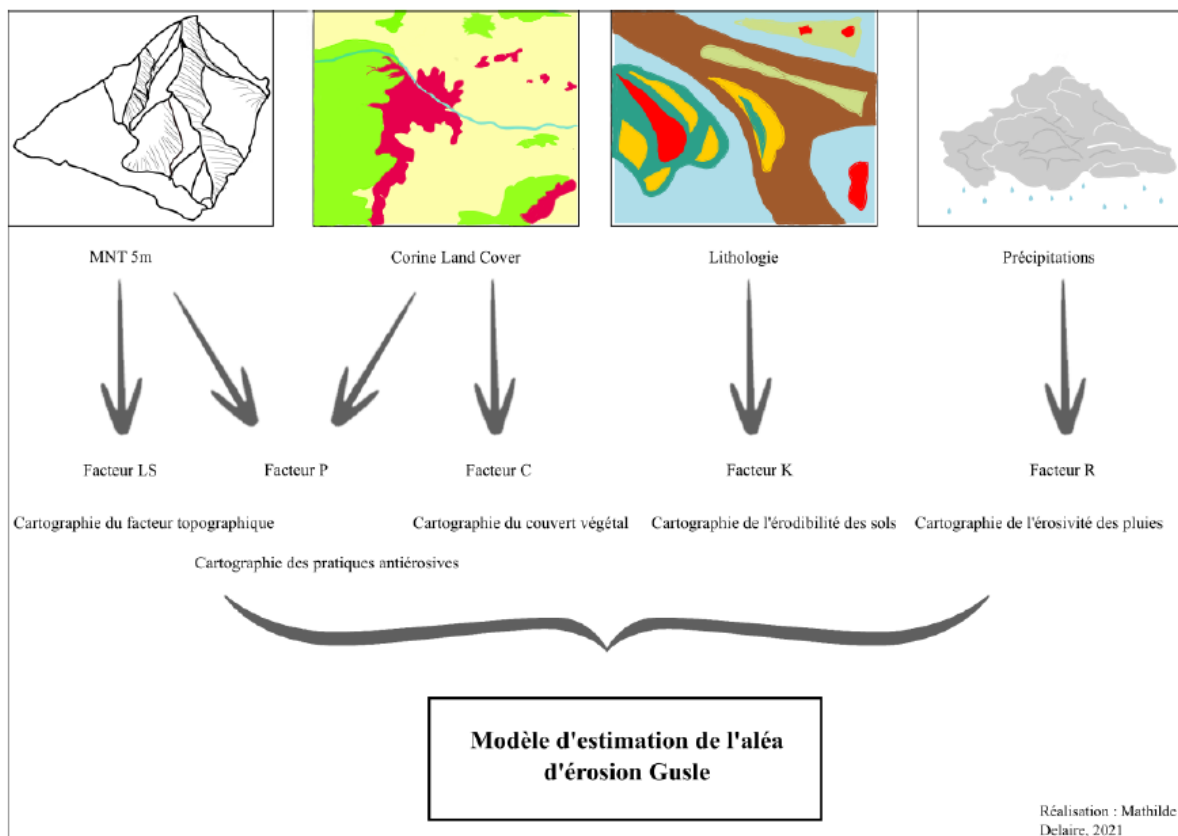 MNT 5m
Corine Land Cover
Lithologie
Précipitations
Facteur LS
Facteur P
Facteur C
Facteur K
Facteur R
Cartographie du facteur topographique
Cartographie du couvert végétal
Cartographie de l'érodibilité des sols
Cartographie de l'érosivité des pluies
Cartographie des pratiques antiérosives
Modèle d'estimation de l'aléa
d'érosion Gusle
Réalisation : Mathilde
Delaire, 2021